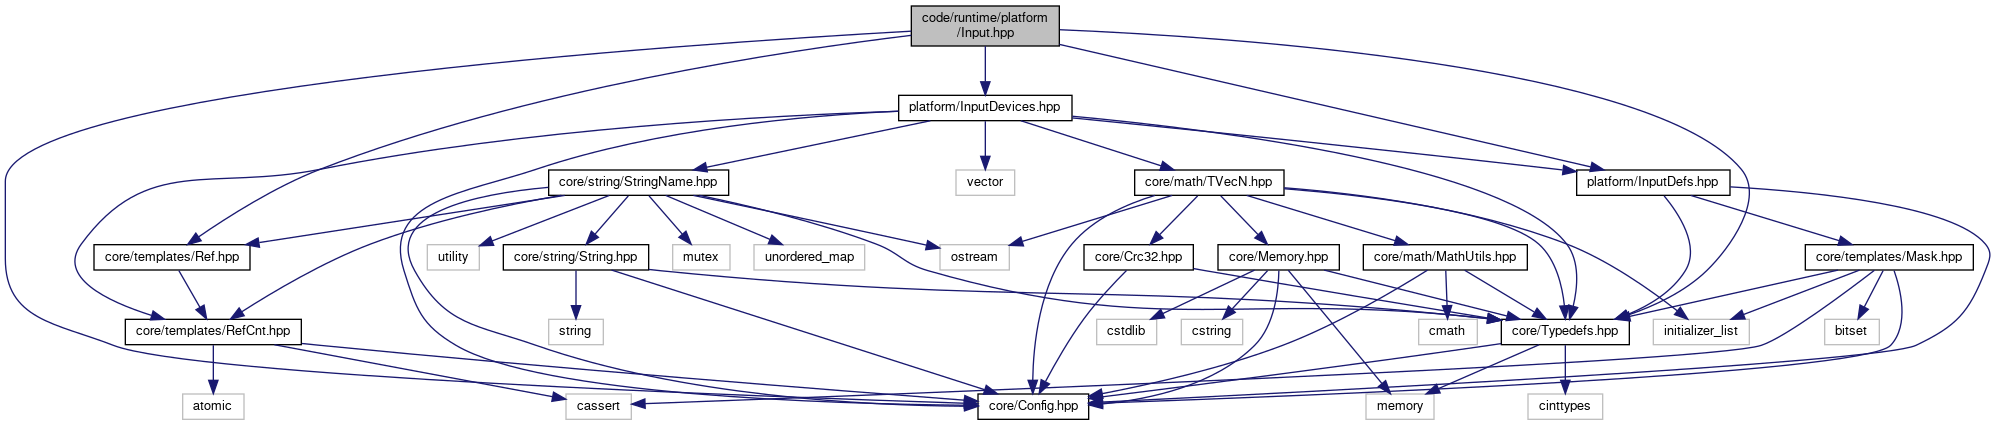 code/runtime/platform
/Input.hpp
platform/InputDevices.hpp
core/string/StringName.hpp
vector
core/math/TVecN.hpp
platform/InputDefs.hpp
core/templates/Ref.hpp
utility
core/string/String.hpp
mutex
unordered_map
ostream
core/Crc32.hpp
core/Memory.hpp
core/math/MathUtils.hpp
core/templates/Mask.hpp
core/templates/RefCnt.hpp
string
cstdlib
cstring
cmath
core/Typedefs.hpp
initializer_list
bitset
atomic
cassert
core/Config.hpp
memory
cinttypes